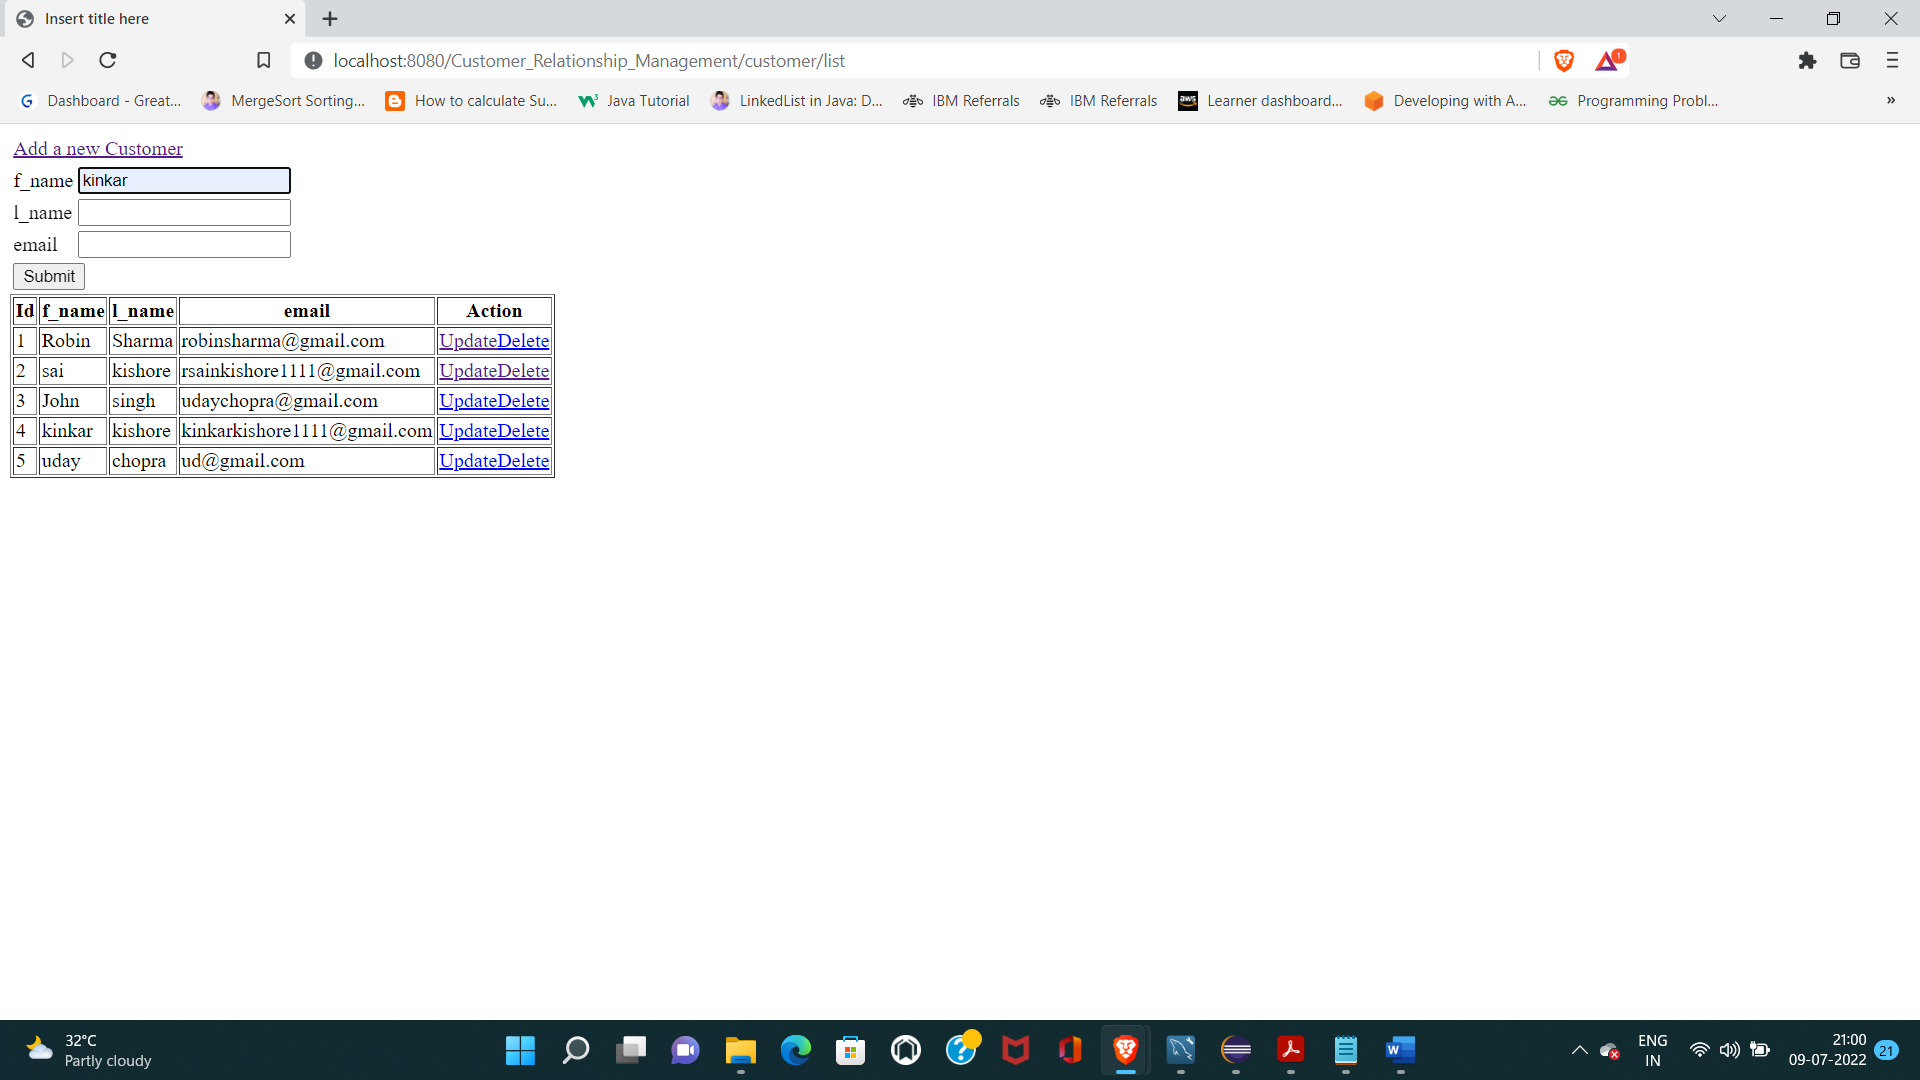 Insert title here
localhost:8080/Customer_Relationship_Management/customer/list
1
Dashboard - Great... MergeSort Sorting... How to calculate Su... Java Tutorial LinkedList in Java: D... IBM Referrals IBM Referrals Learner dashboard... Developing with A... Programming Probl... »
Add a new Customer
f_name kinkar
l_name
email
Submit
Id f_name l_name email Action
1 Robin Sharma robinsharma@gmail.com UpdateDelete
2 sai kishore rsainkishore1111@gmail.com UpdateDelete
3 John singh udaychopra@gmail.com UpdateDelete
4 kinkar kishore kinkarkishore1111@gmail.com UpdateDelete
5 uday chopra ud@gmail.com UpdateDelete
32°C
Partly cloudy
ENG
IN
21:00
09-07-2022
21